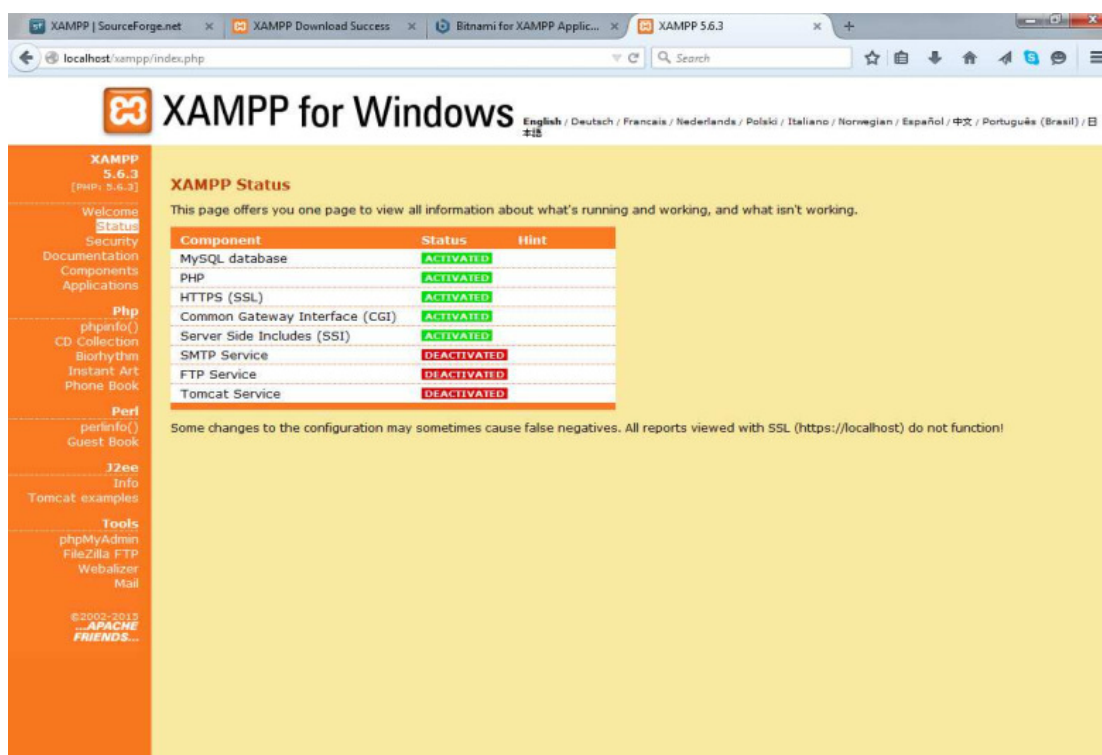 XAMPP | SourceForge.net
XAMPP Download Success
Bitnami for XAMPP Applic...
XAMPP 5.6.3
localhost/xampp/index.php
Search
XAMPP for Windows
English / Deutsch / Francais / Nederlands / Polski / Italiano / Norwegian / Español / 中文 / Português (Brasil) / 日
本語
XAMPP
5.6.3
[PHP: 5.6.3]
Welcome
Status
Security
Documentation
Components
Applications
Php
phpinfo()
CD Collection
Biorhythm
Instant Art
Phone Book
Perl
perlinfo()
Guest Book
J2ee
Info
Tomcat examples
Tools
phpMyAdmin
FileZilla FTP
Webalizer
Mail
©2002-2015
...APACHE
FRIENDS...
XAMPP Status
This page offers you one page to view all information about what's running and working, and what isn't working.
Component Status Hint
MySQL database ACTIVATED
PHP ACTIVATED
HTTPS (SSL) ACTIVATED
Common Gateway Interface (CGI) ACTIVATED
Server Side Includes (SSI) ACTIVATED
SMTP Service DEACTIVATED
FTP Service DEACTIVATED
Tomcat Service DEACTIVATED
Some changes to the configuration may sometimes cause false negatives. All reports viewed with SSL (https://localhost) do not function!